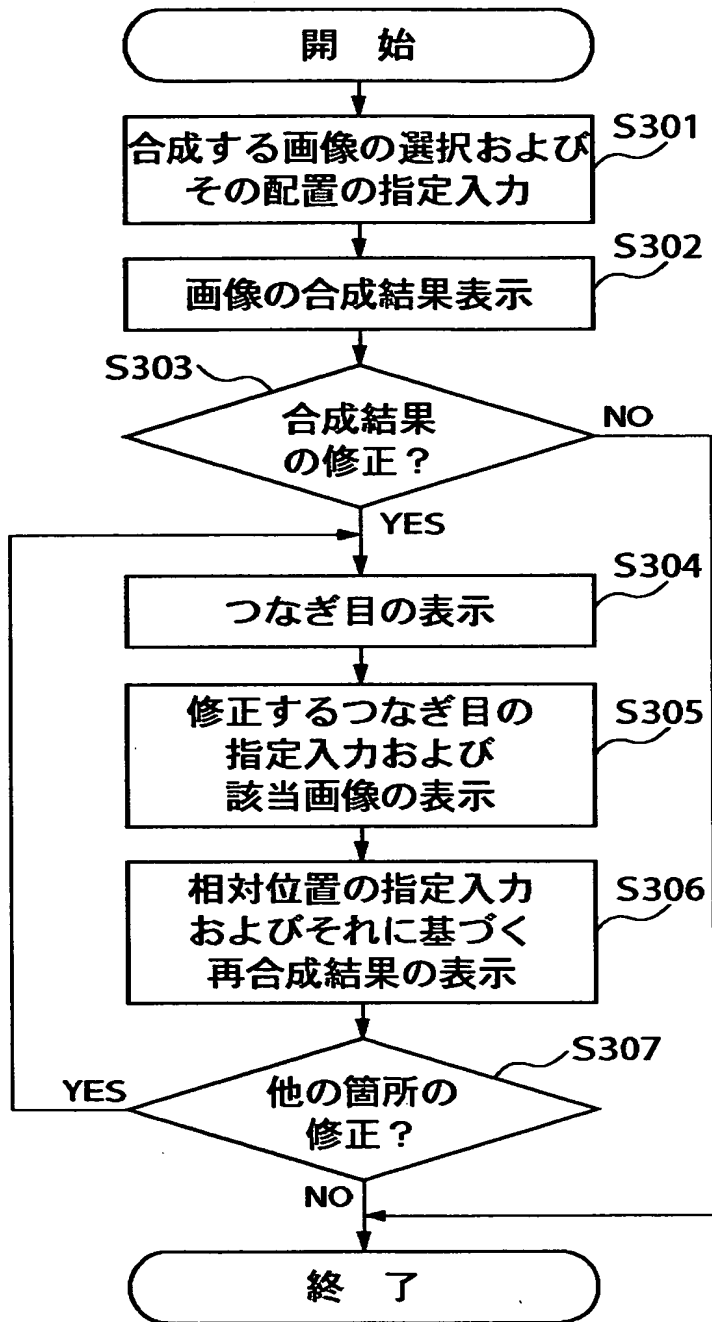 開 始
S301
合成する画像の選択および
その配置の指定入力
S302
画像の合成結果表示
S303
合成結果
の修正？
NO
YES
S304
つなぎ目の表示
S305
修正するつなぎ目の
指定入力および
該当画像の表示
S306
相対位置の指定入力
およびそれに基づく
再合成結果の表示
S307
YES
他の箇所の
修正？
NO
終 了